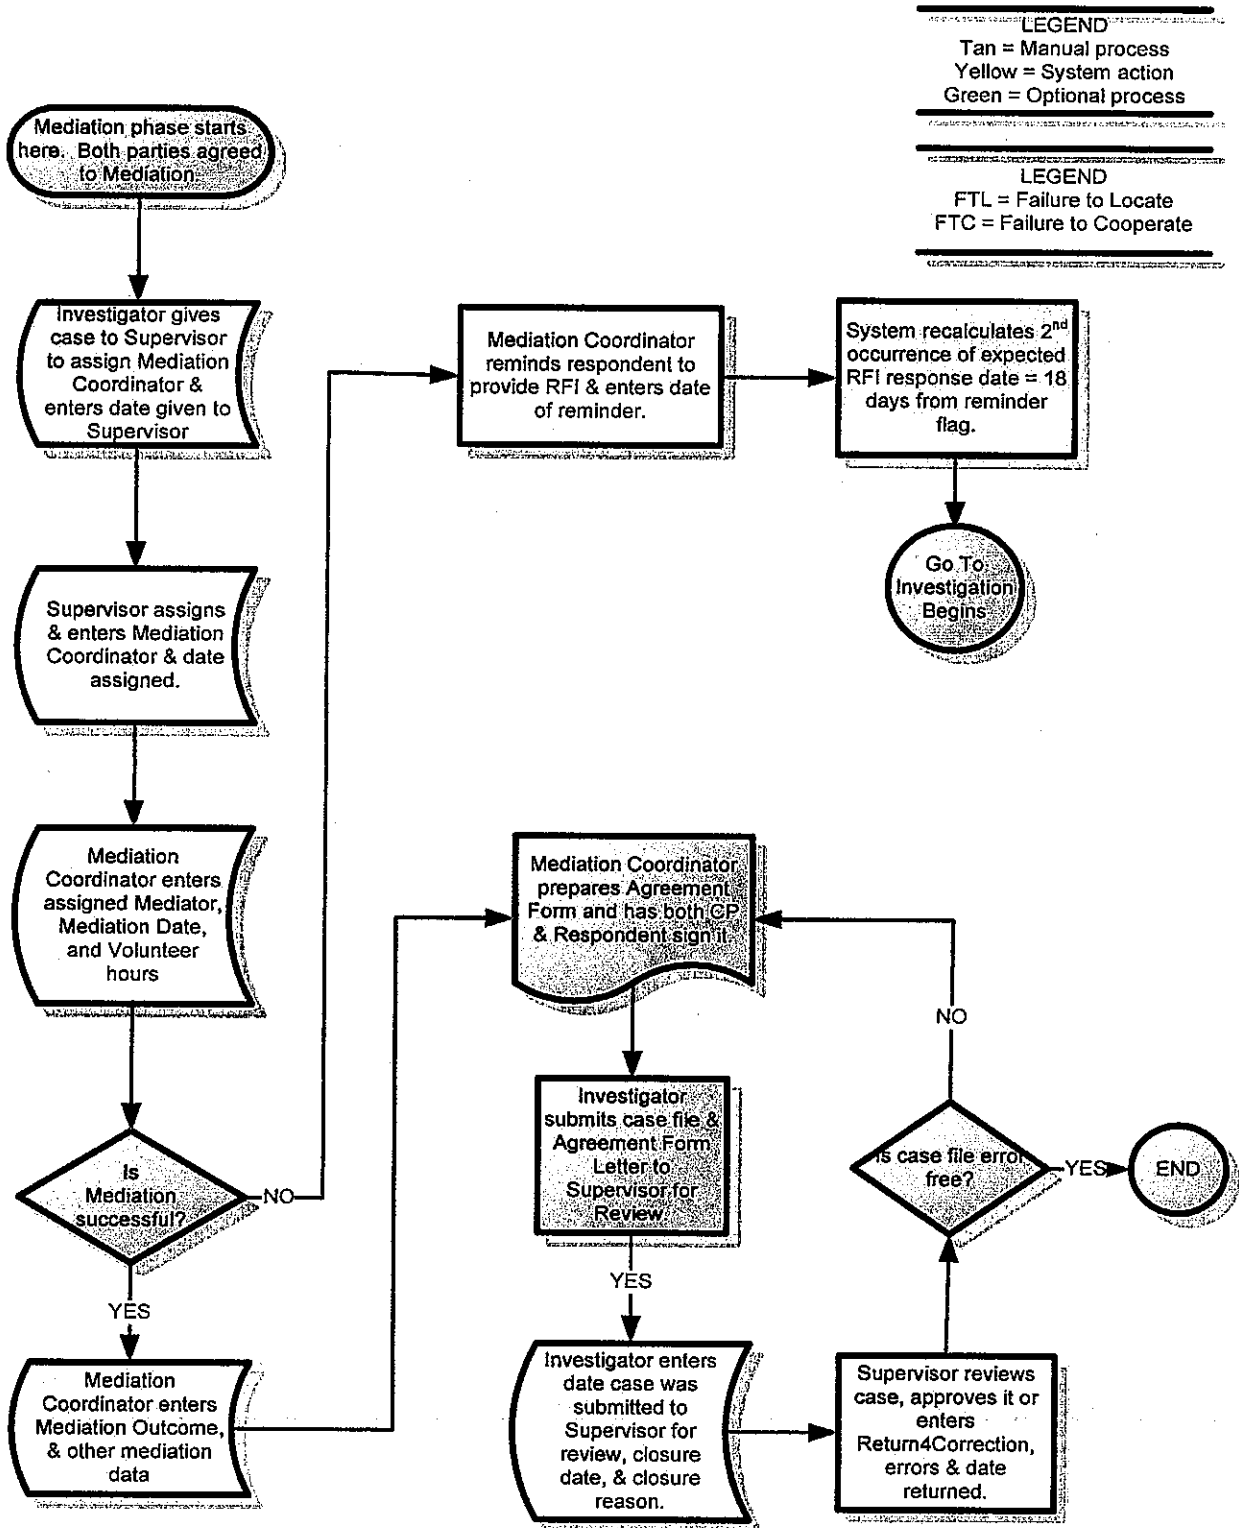 LEGEND
Tan = Manual process
Yellow = System action
Green = Optional process
LEGEND
FTL = Failure to Locate
FTC = Failure to Cooperate
Mediation phase starts
here. Both parties agreed
to Mediation.
Investigator gives
case to Supervisor
to assign Mediation
Coordinator &
enters date given to
Supervisor
Mediation Coordinator
reminds respondent to
provide RFI & enters date
of reminder.
System recalculates 2nd
occurrence of expected
RFI response date = 18
days from reminder
flag.
Go To
Investigation
Begins
Supervisor assigns
& enters Mediation
Coordinator & date
assigned.
Mediation
Coordinator enters
assigned Mediator,
Mediation Date,
and Volunteer
hours
Is
Mediation
successful?
NO
YES
Mediation
Coordinator enters
Mediation Outcome,
& other mediation
data
Mediation Coordinator
prepares Agreement
Form and has both CP
& Respondent sign it.
Investigator
submits case file &
Agreement Form
Letter to
Supervisor for
Review
YES
Investigator enters
date case was
submitted to
Supervisor for
review, closure
date, & closure
reason.
Supervisor reviews
case, approves it or
enters
Return4Correction,
errors & date
returned.
Is case file error
free?
NO
YES
END